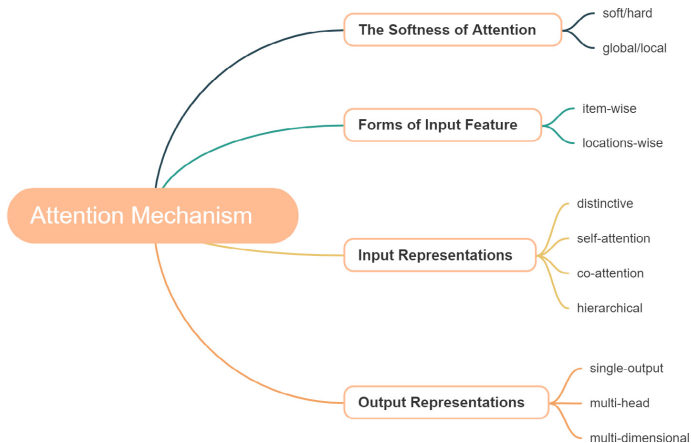 Attention Mechanism
The Softness of Attention
soft/hard
global/local
Forms of Input Feature
item-wise
locations-wise
Input Representations
distinctive
self-attention
co-attention
hierarchical
Output Representations
single-output
multi-head
multi-dimensional